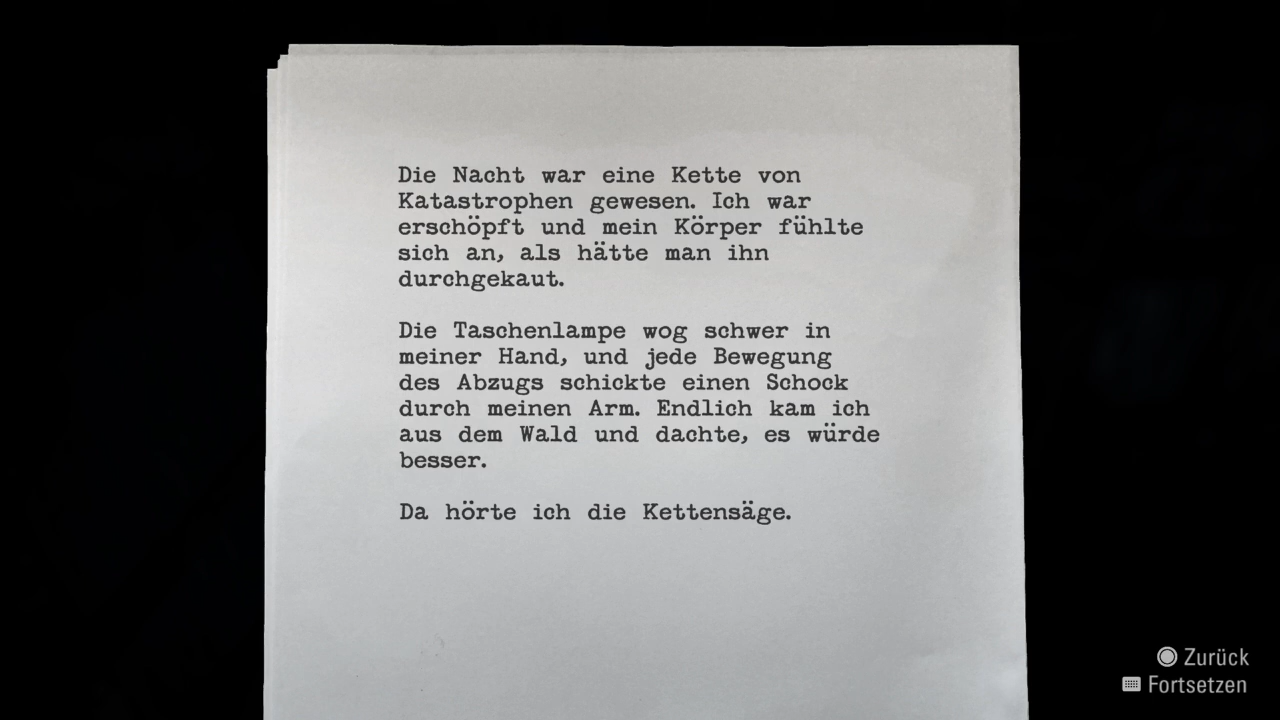 Die Nacht war eine Kette von
Katastrophen gewesen. Ich war
erschöpft und mein Körper fühlte
sich an, als hätte man ihn
durchgekaut.
Die Taschenlampe wog schwer in
meiner Hand, und jede Bewegung
des Abzugs schickte einen Schock
durch meinen Arm. Endlich kam ich
aus dem Wald und dachte, es würde
besser.
Da hörte ich die Kettensäge.
Zurück
Fortsetzen